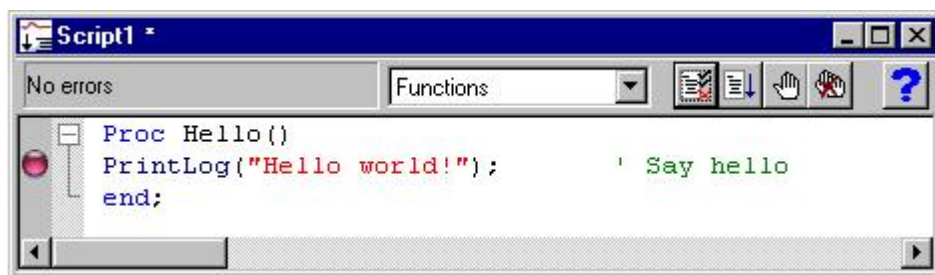 Script1 *
No errors
Functions
?
Proc Hello()
PrintLog("Hello world!"); ' Say hello
end;